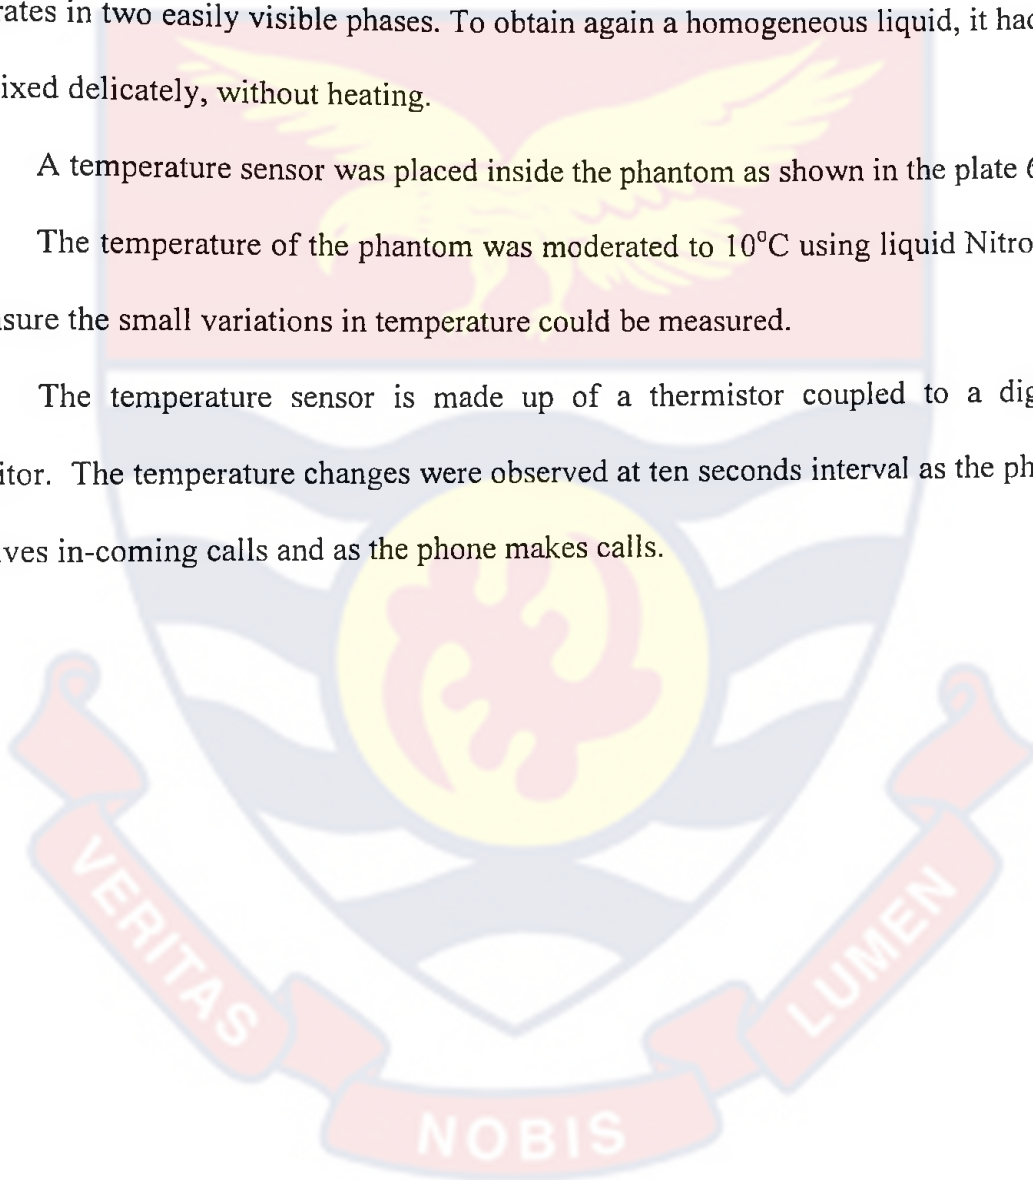 rates in two easily visible phases. To obtain again a homogeneous liquid, it had
ixed delicately, without heating.
A temperature sensor was placed inside the phantom as shown in the plate 6
The temperature of the phantom was moderated to 10°C using liquid Nitro
sure the small variations in temperature could be measured.
The temperature sensor is made up of a thermistor coupled to a dig
itor. The temperature changes were observed at ten seconds interval as the ph
ves in-coming calls and as the phone makes calls.
VERITAS
NOBIS
LUMEN